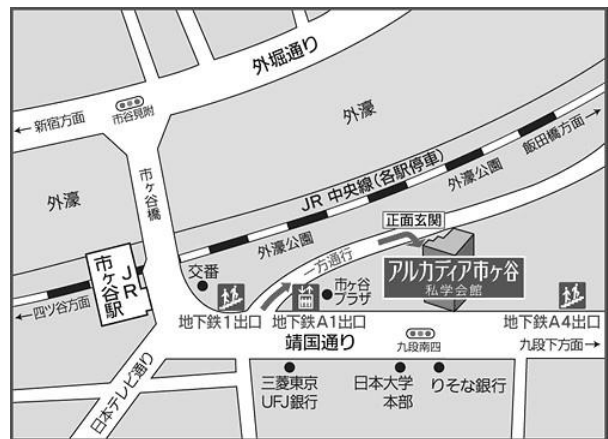 外堀通り
←新宿方面
市谷見附
外濠
飯田橋方面→
市ヶ谷橋
JR 中央線(各駅停車)
外濠公園
外濠
正面玄関
外濠公園
一方通行
アルカディア市ヶ谷
私学会館
JR
市ヶ谷駅
交番
市ヶ谷
プラザ
←四ツ谷方面
地下鉄1出口
地下鉄A1出口
地下鉄A4出口
靖国通り
九段南四
九段下方面→
日本テレビ通り
三菱東京
UFJ銀行
日本大学
本部
りそな銀行